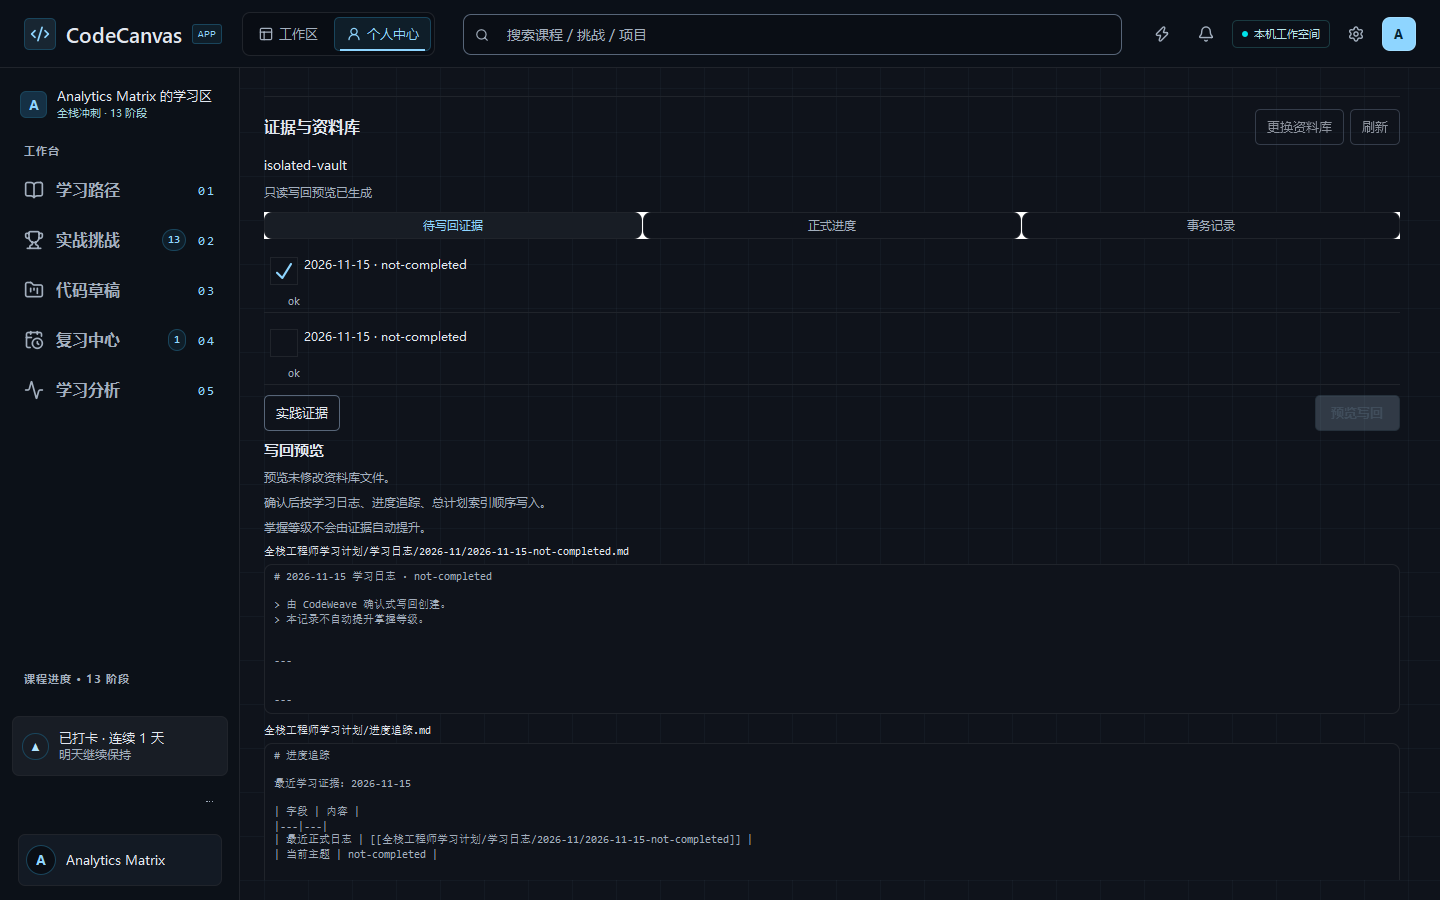 CodeCanvas APP
工作区
个人中心
搜索课程 / 挑战 / 项目
本机工作空间
A
A
Analytics Matrix 的学习区
全栈冲刺 · 13 阶段
工作台
学习路径 01
实战挑战 13 02
代码草稿 03
复习中心 1 04
学习分析 05
课程进度 • 13 阶段
已打卡 · 连续 1 天
明天继续保持
...
A
Analytics Matrix
证据与资料库
更换资料库
刷新
isolated-vault
只读写回预览已生成
待写回证据
正式进度
事务记录
2026-11-15 · not-completed
ok
2026-11-15 · not-completed
ok
实践证据
预览写回
写回预览
预览未修改资料库文件。
确认后按学习日志、进度追踪、总计划索引顺序写入。
掌握等级不会由证据自动提升。
全栈工程师学习计划/学习日志/2026-11/2026-11-15-not-completed.md
# 2026-11-15 学习日志 · not-completed
> 由 CodeWeave 确认式写回创建。
> 本记录不自动提升掌握等级。
---
---
全栈工程师学习计划/进度追踪.md
# 进度追踪
最近学习证据：2026-11-15
| 字段 | 内容 |
|---|---|
| 最近正式日志 | [[全栈工程师学习计划/学习日志/2026-11/2026-11-15-not-completed]] |
| 当前主题 | not-completed |